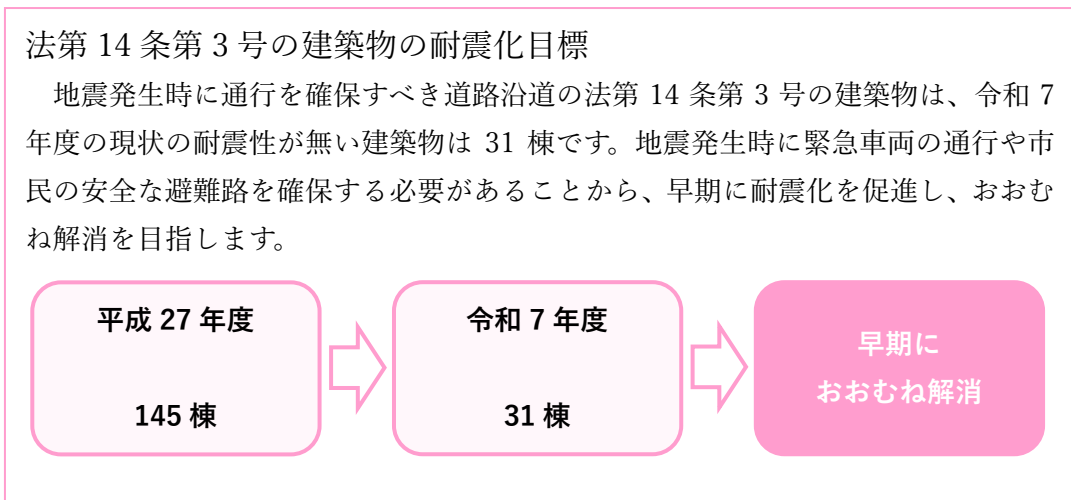 法第 14 条第 3 号の建築物の耐震化目標
地震発生時に通行を確保すべき道路沿道の法第 14 条第 3 号の建築物は、令和 7
年度の現状の耐震性が無い建築物は 31 棟です。地震発生時に緊急車両の通行や市
民の安全な避難路を確保する必要があることから、早期に耐震化を促進し、おおむ
ね解消を目指します。
平成 27 年度
145 棟
令和 7 年度
31 棟
早期に
おおむね解消